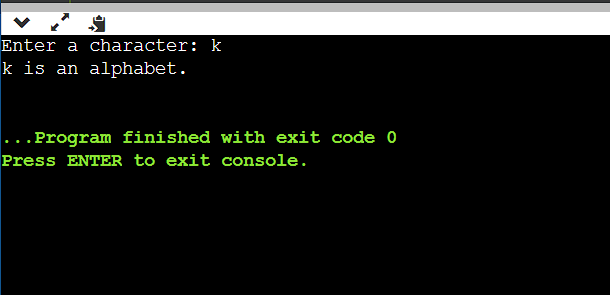 Enter a character: k
k is an alphabet.
...Program finished with exit code 0
Press ENTER to exit console.